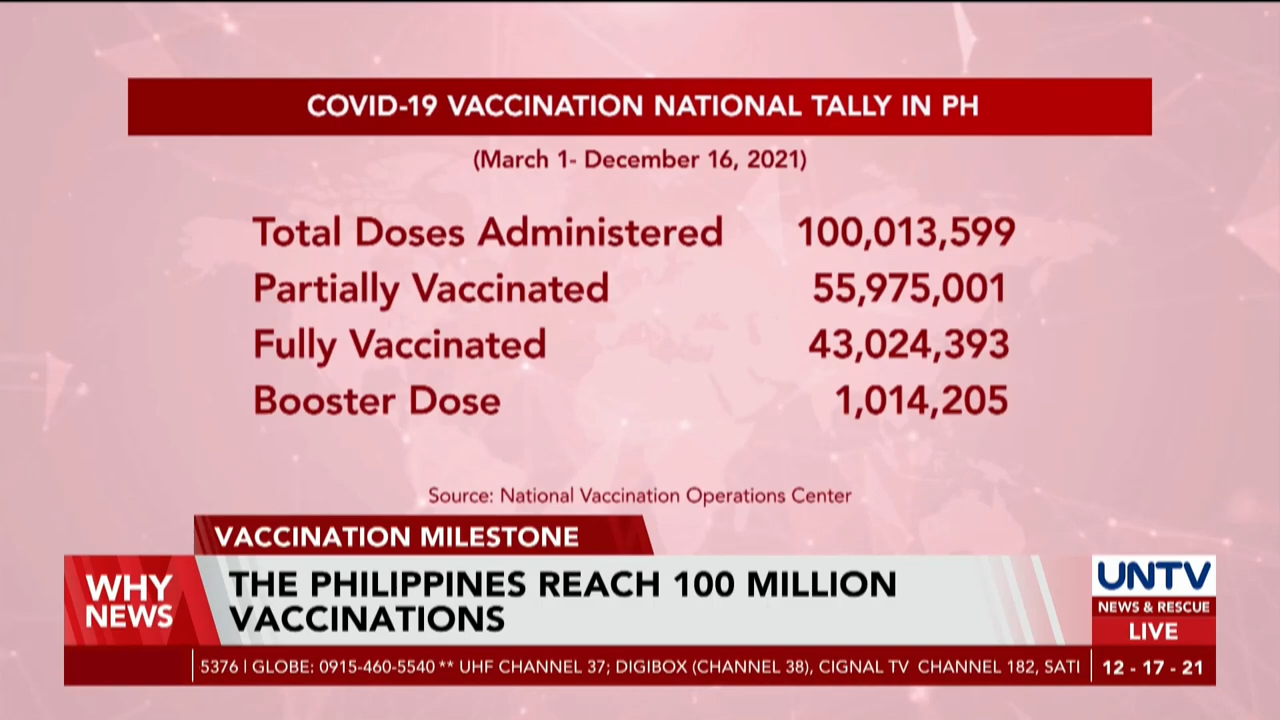 COVID-19 VACCINATION NATIONAL TALLY IN PH
(March 1- December 16, 2021)
Total Doses Administered 100,013,599
Partially Vaccinated 55,975,001
Fully Vaccinated 43,024,393
Booster Dose 1,014,205
Source: National Vaccination Operations Center
VACCINATION MILESTONE
WHY NEWS
THE PHILIPPINES REACH 100 MILLION
VACCINATIONS
UNTV
NEWS & RESCUE
LIVE
5376 | GLOBE: 0915-460-5540 ** UHF CHANNEL 37; DIGIBOX (CHANNEL 38), CIGNAL TV CHANNEL 182, SATI
12 - 17 - 21